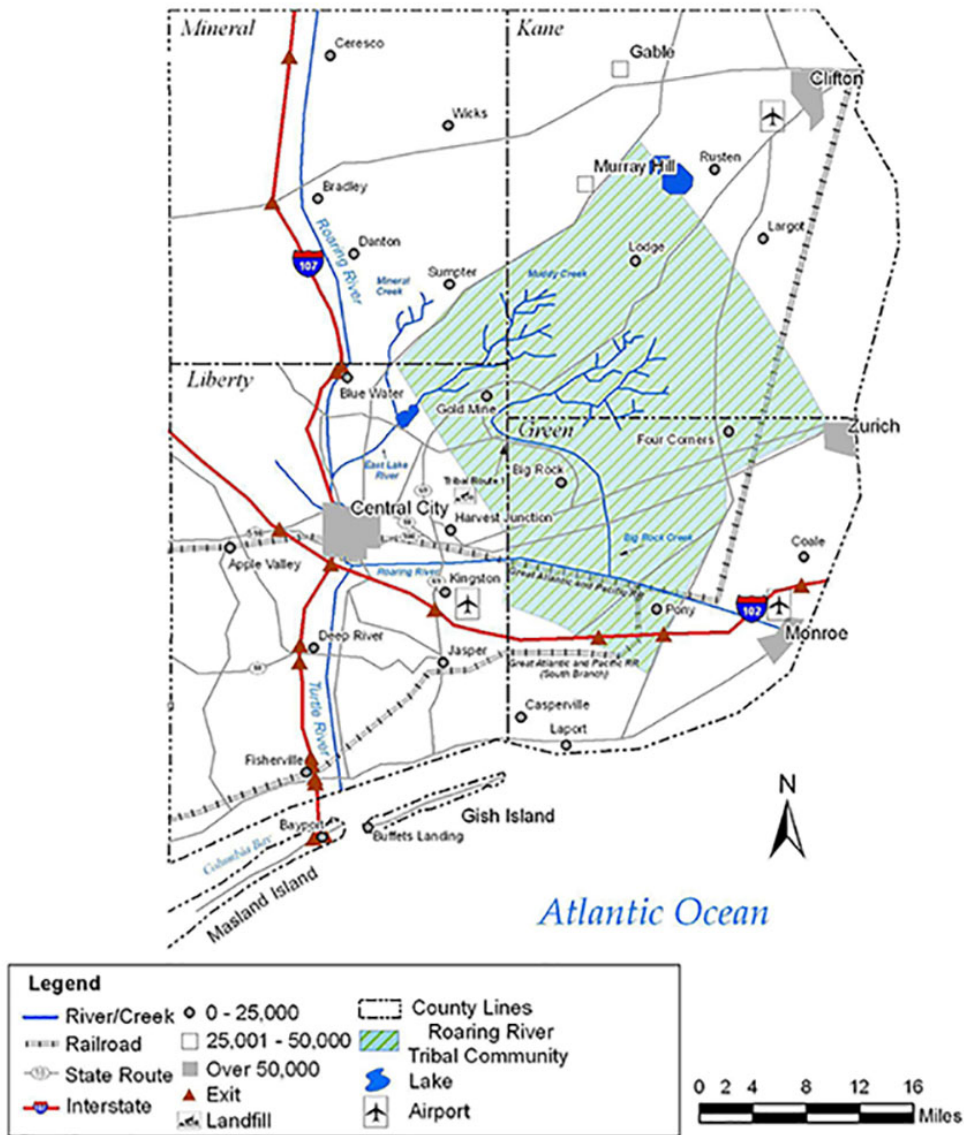 Mineral
Kane
Ceresco
Gable
Clifton
Wicks
Rusten
Murray Hill
Bradley
Largot
Roaring River
Danton
Lodge
107
Sumpter
Mineral
Creek
Muddy Creek
Liberty
Blue Water
Gold Mine
Green
Four Corners
Zurich
East Lake
River
Big Rock
Tribal Route 1
Central City
Harvest Junction
Big Rock Creek
Coale
Apple Valley
Roaring River
Kingston
Great Atlantic and Pacific RR
102
Pony
Monroe
Deep River
Jasper
Great Atlantic and Pacific RR
(South Branch)
Turtle River
Casperville
Laport
Fisherville
N
Gish Island
Bayport
Buffets Landing
Columbia Bay
Masland Island
Atlantic Ocean
Legend
River/Creek
Railroad
State Route
Interstate
0 - 25,000
25,001 - 50,000
Over 50,000
Exit
Landfill
County Lines
Roaring River
Tribal Community
Lake
Airport
0 2 4 8 12 16
Miles